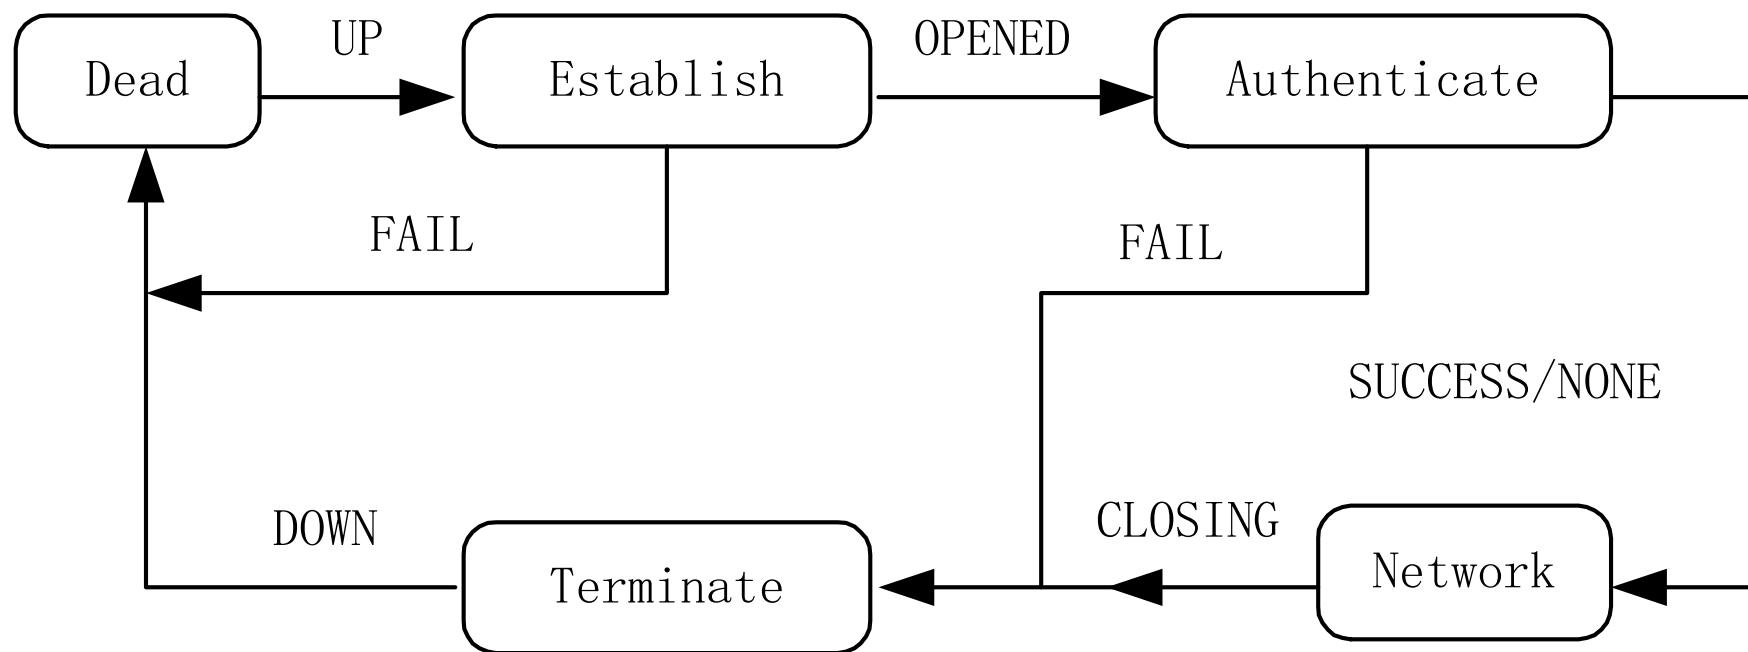 UP
OPENED
Dead
Establish
Authenticate
FAIL
FAIL
SUCCESS/NONE
DOWN
CLOSING
Terminate
Network